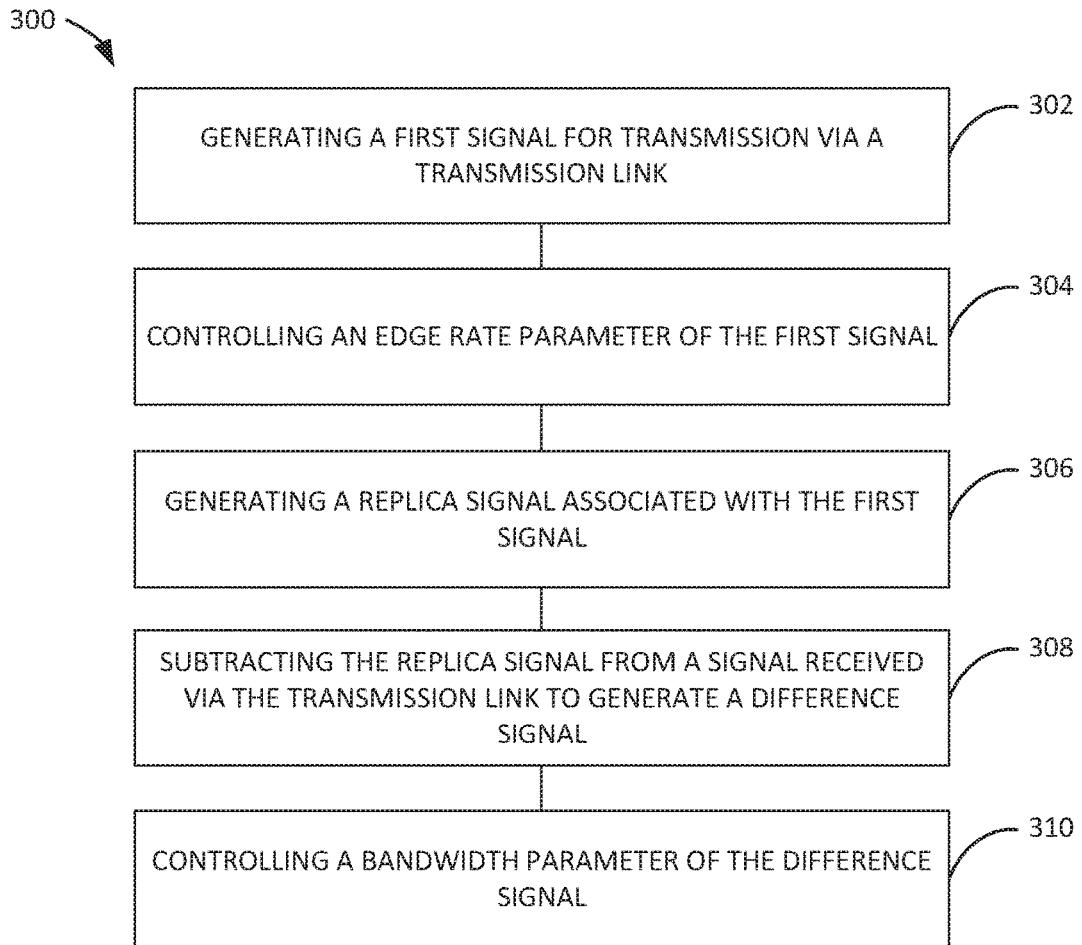 300
302
GENERATING A FIRST SIGNAL FOR TRANSMISSION VIA A
TRANSMISSION LINK
304
CONTROLLING AN EDGE RATE PARAMETER OF THE FIRST SIGNAL
306
GENERATING A REPLICA SIGNAL ASSOCIATED WITH THE FIRST
SIGNAL
308
SUBTRACTING THE REPLICA SIGNAL FROM A SIGNAL RECEIVED
VIA THE TRANSMISSION LINK TO GENERATE A DIFFERENCE
SIGNAL
310
CONTROLLING A BANDWIDTH PARAMETER OF THE DIFFERENCE
SIGNAL